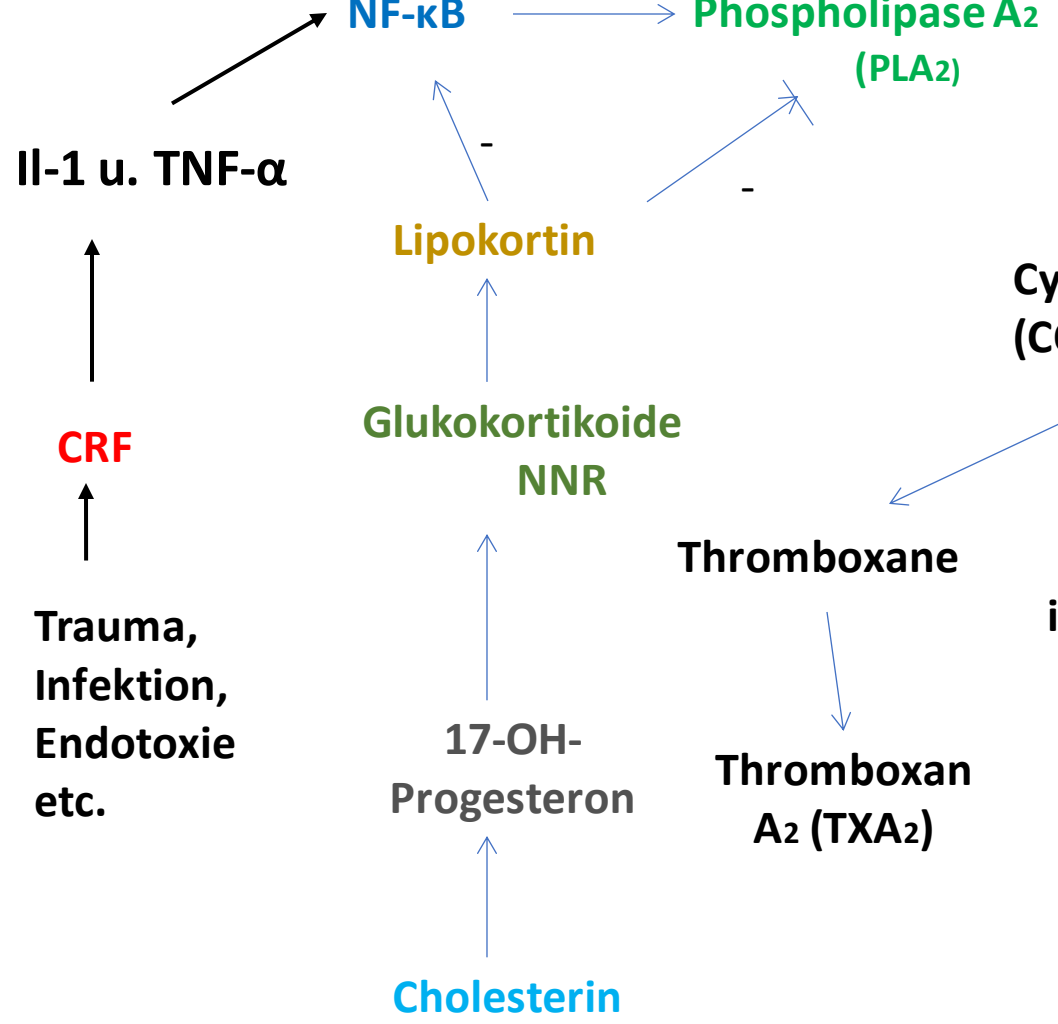 NF-κB
Phospholipase A2
(PLA2)
Il-1 u. TNF-α
-
-
Lipokortin
Cy
(C
Glukokortikoide
NNR
CRF
Thromboxane
i
Trauma,
Infektion,
Endotoxie
etc.
17-OH-
Progesteron
Thromboxan
A2 (TXA2)
Cholesterin